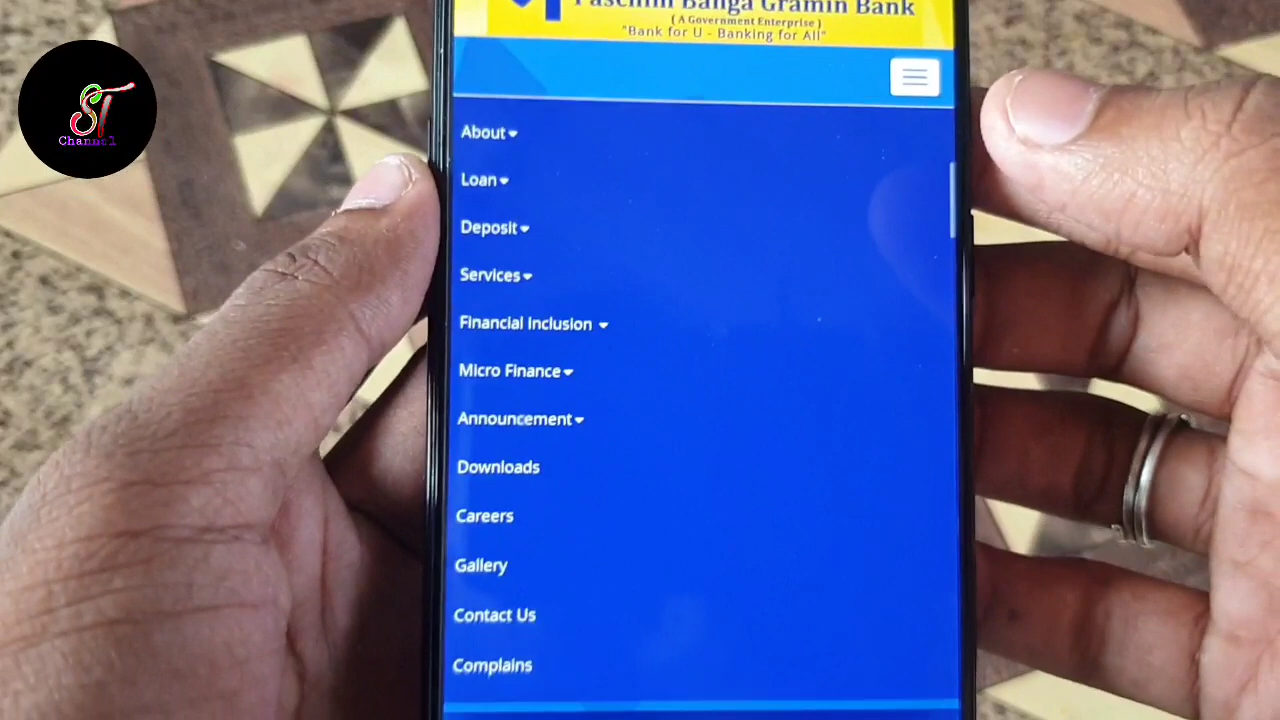 Paschim Banga Gramin Bank
( A Government Enterprise )
"Bank for U - Banking for All"
ST
Channel
About
Loan
Deposit
Services
Financial Inclusion
Micro Finance
Announcement
Downloads
Careers
Gallery
Contact Us
Complains